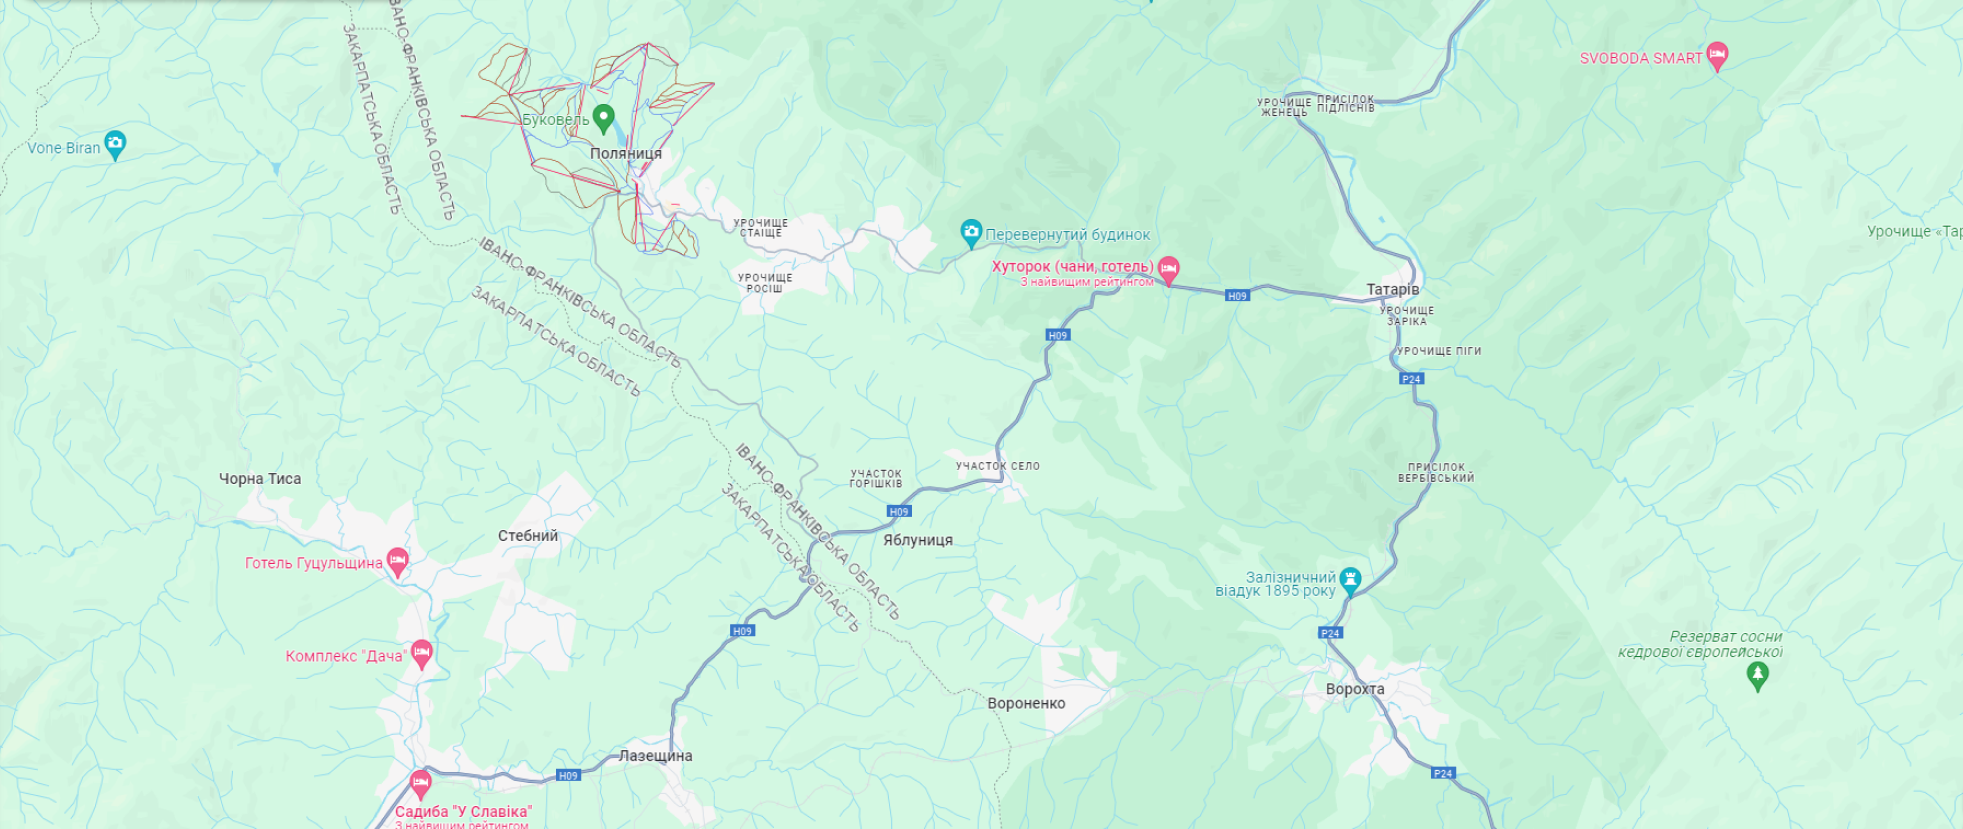 ІВАНО-ФРАНКІВСЬКА ОБЛАСТЬ
ЗАКАРПАТСЬКА ОБЛАСТЬ
SVOBODA SMART
УРОЧИЩЕ
ЖЕНЕЦЬ
ПРИСІЛОК
ПІДЛІСНІВ
Буковель
Vone Biran
Поляниця
УРОЧИЩЕ
СТАІЩЕ
Перевернутий будинок
Урочище «Тар
ІВАНО-ФРАНКІВСЬКА ОБЛАСТЬ
ЗАКАРПАТСЬКА ОБЛАСТЬ
Хуторок (чани, готель)
З найвищим рейтингом
УРОЧИЩЕ
РОСІШ
H09
Татарів
УРОЧИЩЕ
ЗАРІКА
H09
УРОЧИЩЕ ПІГИ
P24
ІВАНО-ФРАНКІВСЬКА ОБЛАСТЬ
ЗАКАРПАТСЬКА ОБЛАСТЬ
УЧАСТОК СЕЛО
ПРИСІЛОК
ВЕРБІВСЬКИЙ
Чорна Тиса
УЧАСТОК
ГОРІШКІВ
H09
Стебний
Яблуниця
Готель Гуцульщина
Залізничний
віадук 1895 року
H09
P24
Резерват сосни
кедрової європейської
Комплекс "Дача"
Ворохта
Вороненко
Лазещина
H09
P24
Садиба "У Славіка"
З найвищим рейтингом